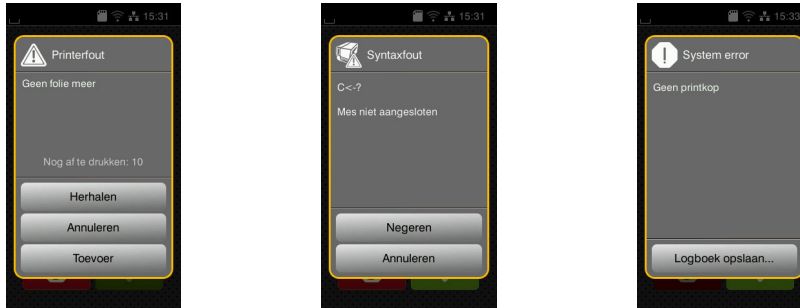 15:31
Printerfout
Geen folie meer
Nog af te drukken: 10
Herhalen
Annuleren
Toevoer
15:31
Syntaxfout
C<-?
Mes niet aangesloten
Negeren
Annuleren
15:33
System error
Geen printkop
Logboek opslaan...